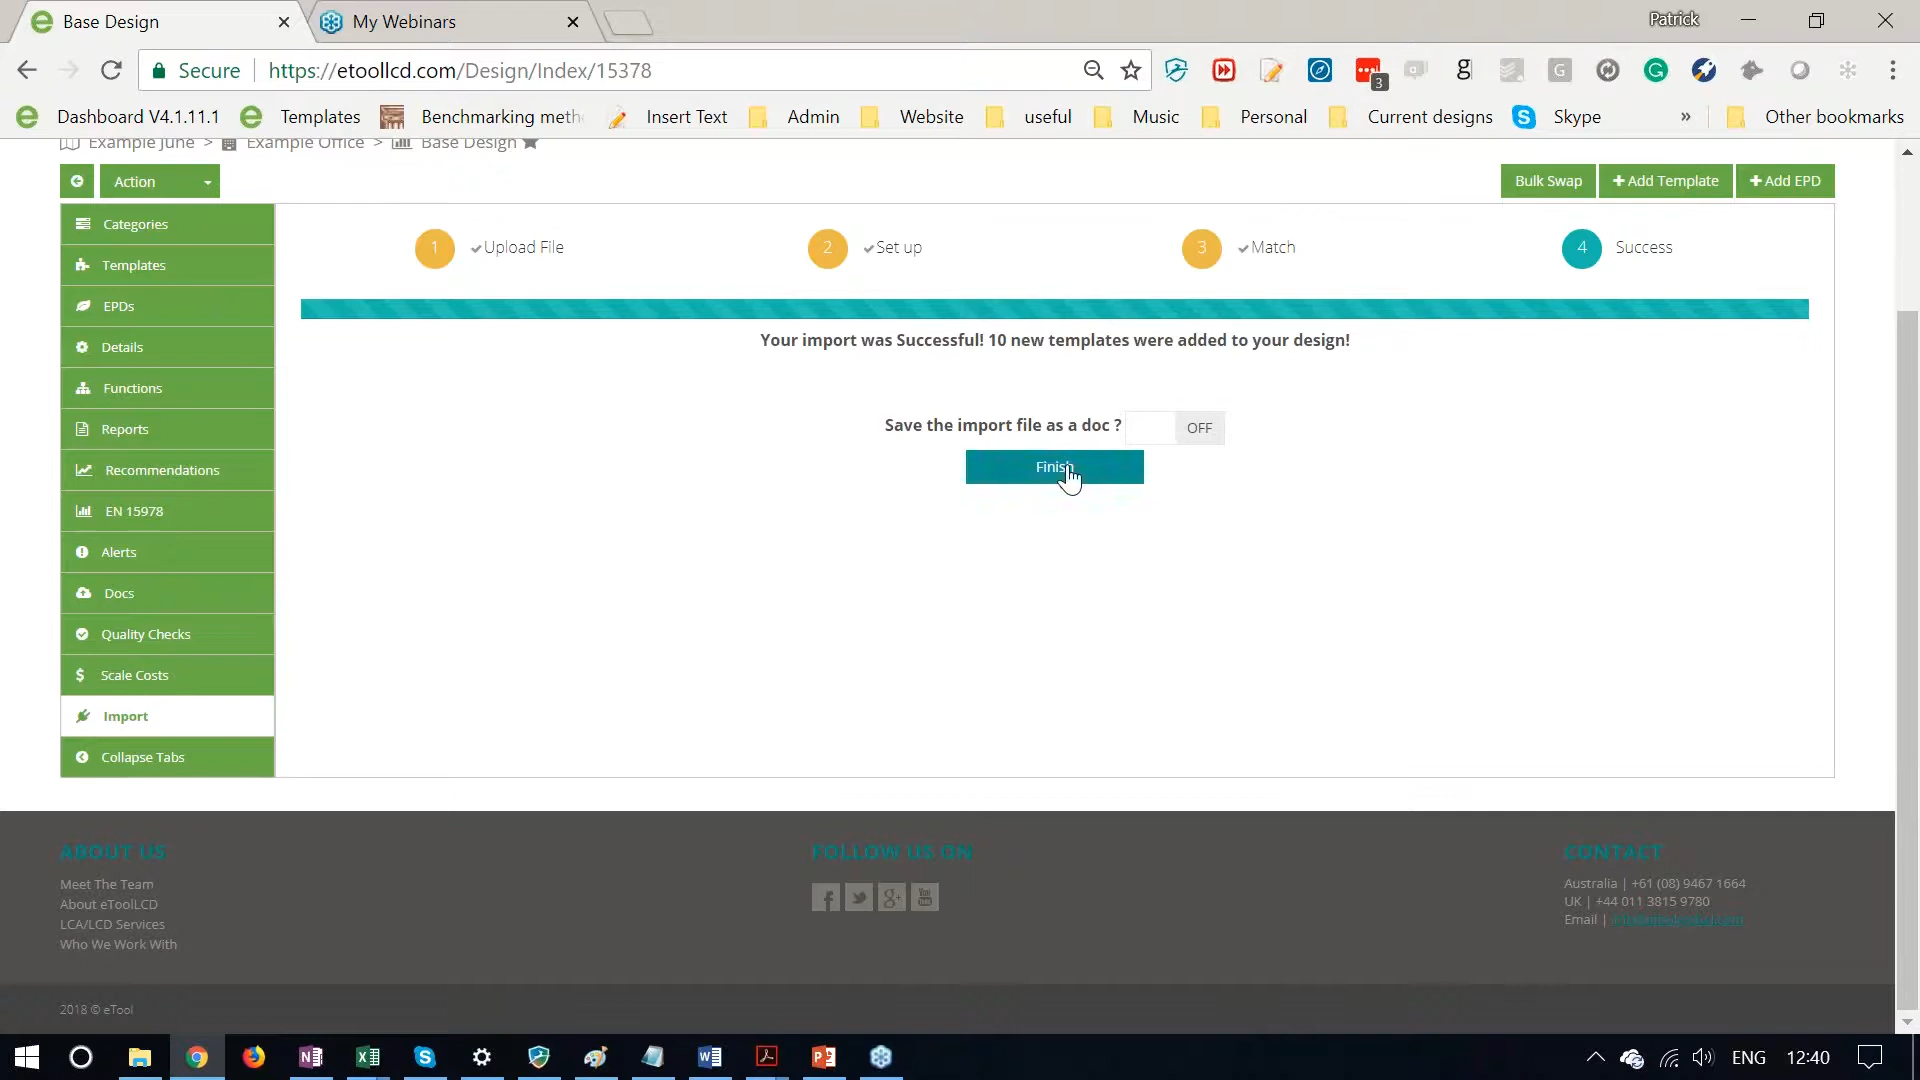 Base Design
My Webinars
Patrick
Secure
https://etoollcd.com/Design/Index/15378
3
Dashboard V4.1.11.1
Templates
Benchmarking meth
Insert Text
Admin
Website
useful
Music
Personal
Current designs
Skype
»
Other bookmarks
Example June > Example Office > Base Design
Action
Bulk Swap
Add Template
Add EPD
Categories
Templates
EPDs
Details
Functions
Reports
Recommendations
EN 15978
Alerts
Docs
Quality Checks
Scale Costs
Import
Collapse Tabs
1 Upload File
2 Set up
3 Match
4 Success
Your import was Successful! 10 new templates were added to your design!
Save the import file as a doc ? OFF
Finish
ABOUT US
Meet The Team
About eToolLCD
LCA/LCD Services
Who We Work With
FOLLOW US ON
CONTACT
Australia | +61 (08) 9467 1664
UK | +44 011 3815 9780
Email |
2018 © eTool
ENG
12:40